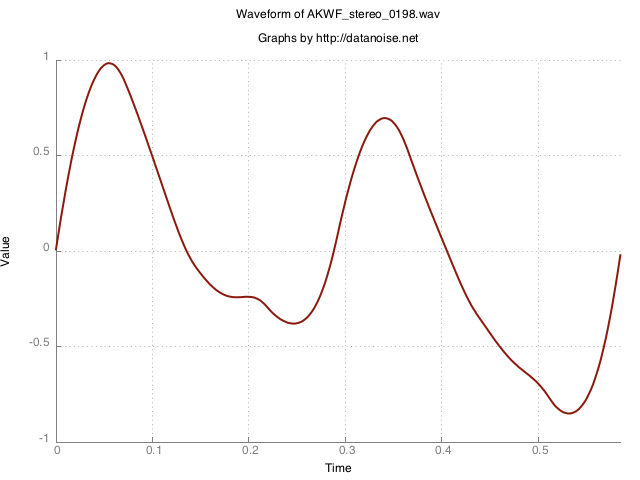 Waveform of AKWF_stereo_0198.wav
Graphs by http://datanoise.net
1
0.5
0
-0.5
-1
Value
0
0.1
0.2
0.3
0.4
0.5
Time